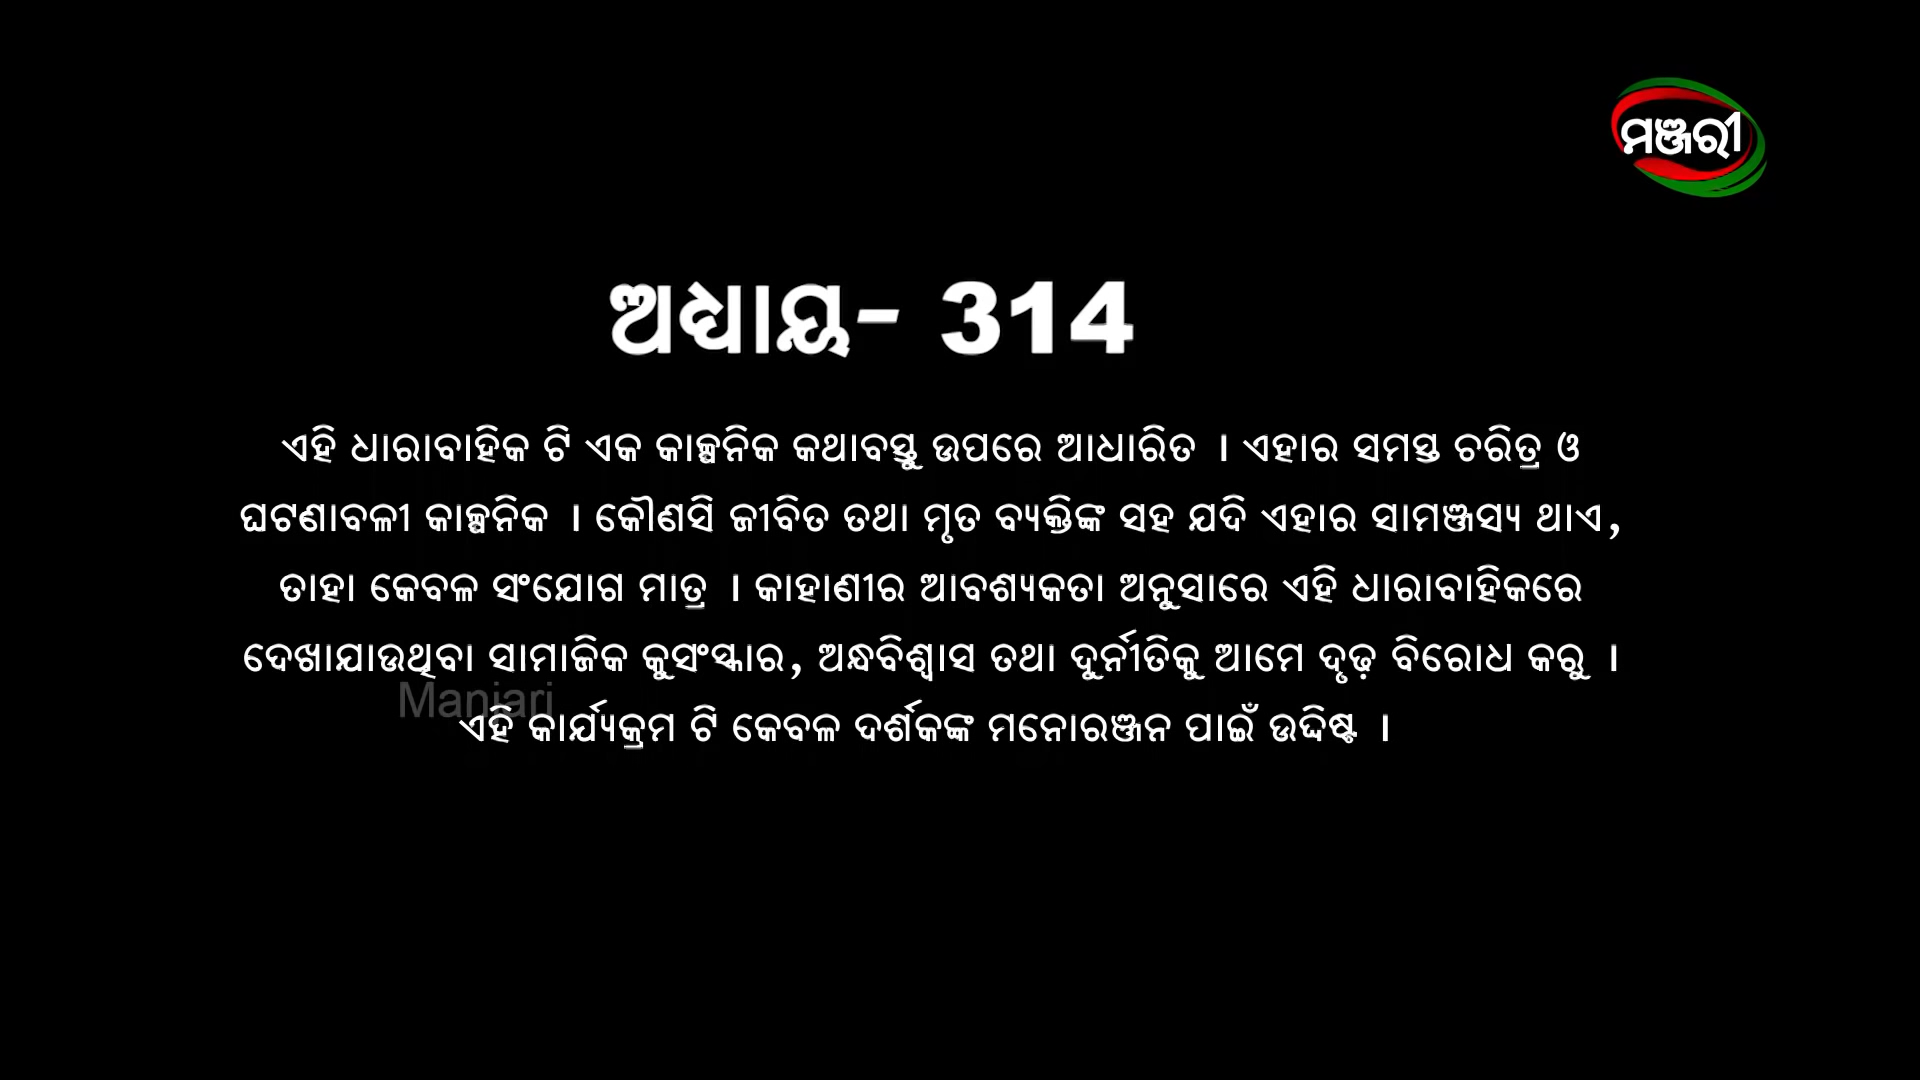 ମଞ୍ଜରୀ
ଅଧ୍ୟାୟ- 314
ଏହି ଧାରାବାହିକ ଟି ଏକ କାଳ୍ପନିକ କଥାବସ୍ତୁ ଉପରେ ଆଧାରିତ । ଏହାର ସମସ୍ତ ଚରିତ୍ର ଓ
ଘଟଣାବଳୀ କାଳ୍ପନିକ । କୌଣସି ଜୀବିତ ତଥା ମୃତ ବ୍ୟକ୍ତିଙ୍କ ସହ ଯଦି ଏହାର ସାମଞ୍ଜସ୍ୟ ଥାଏ,
ତାହା କେବଳ ସଂଯୋଗ ମାତ୍ର । କାହାଣୀର ଆବଶ୍ୟକତା ଅନୁସାରେ ଏହି ଧାରାବାହିକରେ
ଦେଖାଯାଉଥିବା ସାମାଜିକ କୁସଂସ୍କାର, ଅନ୍ଧବିଶ୍ୱାସ ତଥା ଦୁର୍ନୀତିକୁ ଆମେ ଦୃଢ଼ ବିରୋଧ କରୁ ।
Manjari
ଏହି କାର୍ଯ୍ୟକ୍ରମ ଟି କେବଳ ଦର୍ଶକଙ୍କ ମନୋରଞ୍ଜନ ପାଇଁ ଉଦ୍ଦିଷ୍ଟ ।